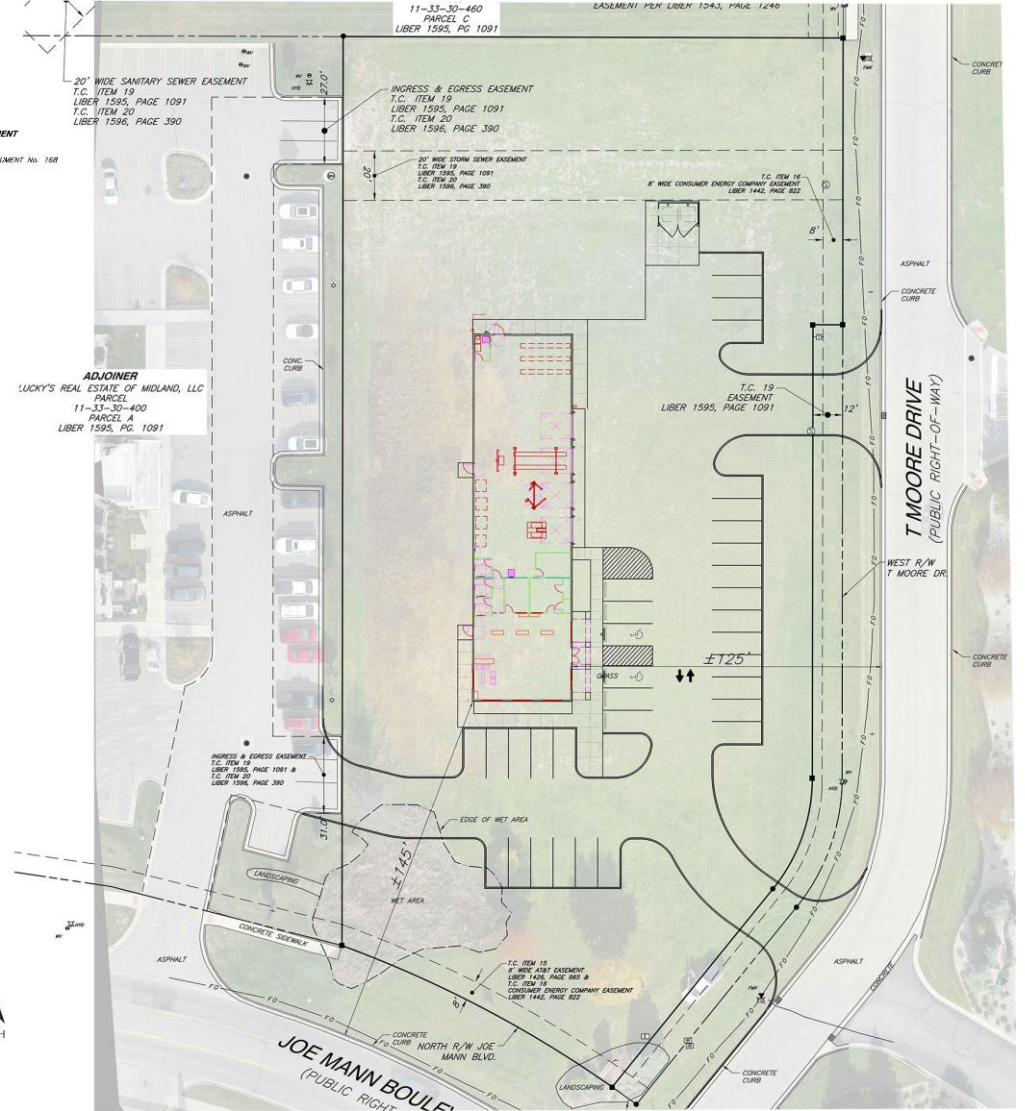 11-33-30-460
PARCEL C
LIBER 1595, PG 1091
EASEMENT PER LIBER 1543, PAGE 1246
20' WIDE SANITARY SEWER EASEMENT
T.C. ITEM 19
LIBER 1595, PAGE 1091
T.C. ITEM 20
LIBER 1596, PAGE 390
27.0'
INGRESS & EGRESS EASEMENT
T.C. ITEM 19
LIBER 1595, PAGE 1091
T.C. ITEM 20
LIBER 1596, PAGE 390
CONCRETE
CURB
20'
20' WIDE STORM SEWER EASEMENT
T.C. ITEM 19
LIBER 1595, PAGE 1091
T.C. ITEM 20
LIBER 1596, PAGE 390
T.C. ITEM 16
8' WIDE CONSUMER ENERGY COMPANY EASEMENT
LIBER 1442, PAGE 822
8'
ASPHALT
CONCRETE
CURB
CONC.
CURB
ADJOINER
LUCKY'S REAL ESTATE OF MIDLAND, LLC
PARCEL
11-33-30-400
PARCEL A
LIBER 1595, PG. 1091
T.C. 19
EASEMENT
LIBER 1595, PAGE 1091
12'
T MOORE DRIVE
(PUBLIC RIGHT-OF-WAY)
ASPHALT
WEST R/W
T MOORE DR.
±125'
GRASS
CONCRETE
CURB
INGRESS & EGRESS EASEMENT
T.C. ITEM 19
LIBER 1595, PAGE 1091 &
T.C. ITEM 20
LIBER 1596, PAGE 390
31.0'
EDGE OF WET AREA
±145'
LANDSCAPING
WET AREA
CONCRETE SIDEWALK
ASPHALT
T.C. ITEM 15
8' WIDE AT&T EASEMENT
LIBER 1426, PAGE 965 &
T.C. ITEM 16
CONSUMER ENERGY COMPANY EASEMENT
LIBER 1442, PAGE 822
8'
ASPHALT
CONCRETE
CONCRETE
CURB
NORTH R/W JOE
MANN BLVD.
JOE MANN
(PUBLIC
LANDSCAPING
CONCRETE
CURB